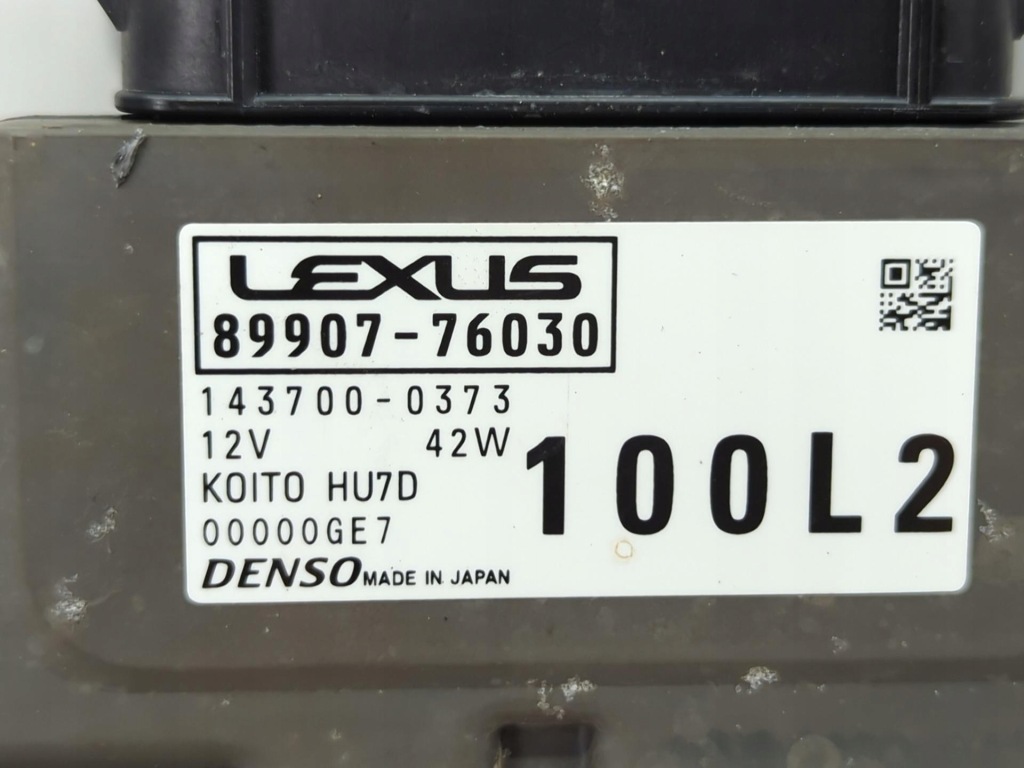 LEXUS
89907-76030
143700-0373
12V 42W
100L2
KOITO HU7D
00000GE7
DENSO MADE IN JAPAN